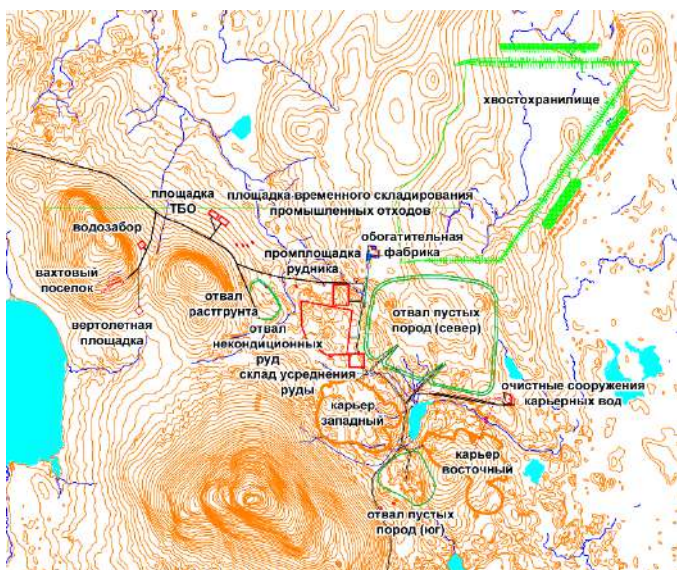 хвостохранилище
площадка
ТБО
площадка временного складирования
промышленных отходов
водозабор
обогатительная
фабрика
промплощадка
рудника
вахтовый
поселок
отвал
растгрунта
отвал пустых
пород (север)
вертолетная
площадка
отвал
некондиционных
руд
склад усреднения
руды
очистные сооружения
карьерных вод
карьер
западный
карьер
восточный
отвал пустых
пород (юг)